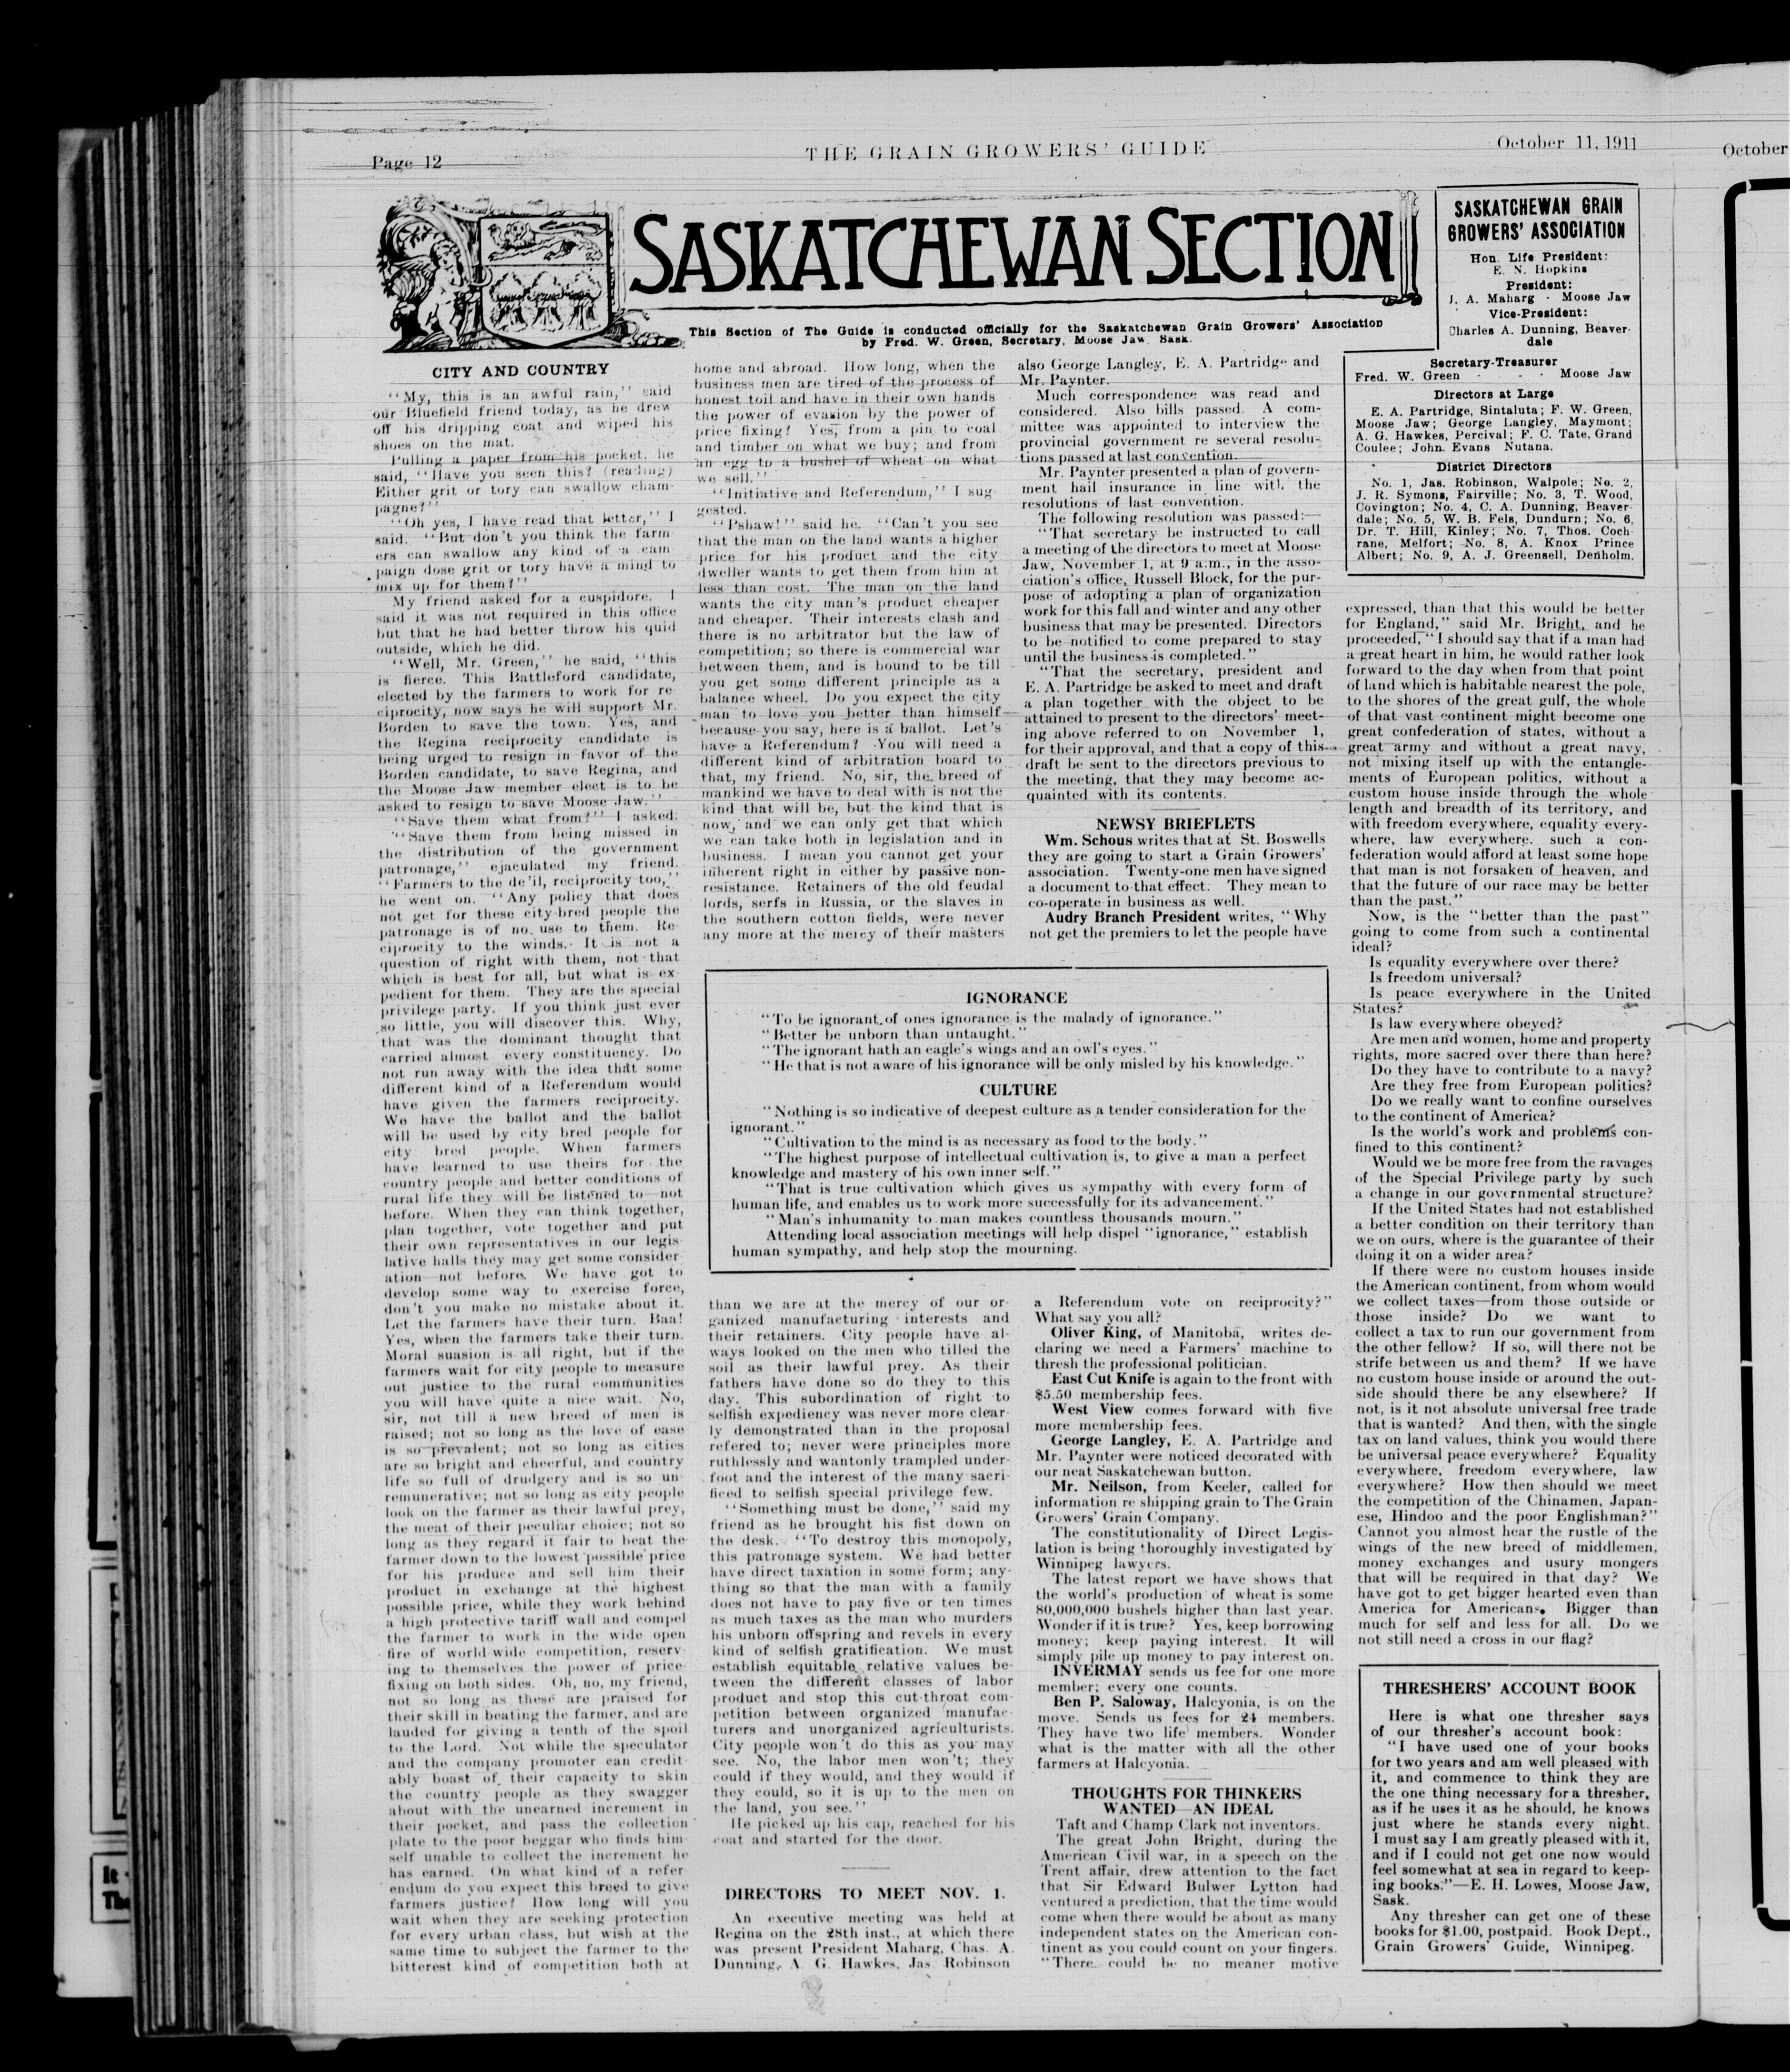 Page 12
THE GRAIN GROWERS' GUIDE
October 11, 1911
October
SASKATCHEWAN SECTION
This Section of The Guide is conducted officially for the Saskatchewan Grain Growers' Association
by Fred. W. Green, Secretary, Moose Jaw, Sask.
SASKATCHEWAN GRAIN
GROWERS' ASSOCIATION
Hon. Life President:
E. N. Hopkins
President:
J. A. Maharg - Moose Jaw
Vice-President:
Charles A. Dunning, Beaver-
dale
Secretary-Treasurer
Fred. W. Green - - - Moose Jaw
Directors at Large
E. A. Partridge, Sintaluta; F. W. Green,
Moose Jaw; George Langley, Maymont;
A. G. Hawkes, Percival; F. C. Tate, Grand
Coulee; John Evans Nutana.
District Directors
No. 1, Jas. Robinson, Walpole; No. 2,
J. R. Symons, Fairville; No. 3, T. Wood,
Covington; No. 4, C. A. Dunning, Beaver-
dale; No. 5, W. B. Fels, Dundurn; No. 6,
Dr. T. Hill, Kinley; No. 7, Thos. Coch-
rane, Melfort; No. 8, A. Knox Prince
Albert; No. 9, A. J. Greensell, Denholm.
CITY AND COUNTRY
"My, this is an awful rain," said
our Bluefield friend today, as he drew
off his dripping coat and wiped his
shoes on the mat.
Pulling a paper from his pocket, he
said, "Have you seen this? (reading)
Either grit or tory can swallow cham-
pagne?"
"Oh yes, I have read that letter," I
said. "But don't you think the farm
ers can swallow any kind of a cam
paign dose grit or tory have a mind to
mix up for them?"
My friend asked for a cuspidore. I
said it was not required in this office
but that he had better throw his quid
outside, which he did.
"Well, Mr. Green," he said, "this
is fierce. This Battleford candidate,
elected by the farmers to work for re
ciprocity, now says he will support Mr.
Borden to save the town. Yes, and
the Regina reciprocity candidate is
being urged to resign in favor of the
Borden candidate, to save Regina, and
the Moose Jaw member elect is to be
asked to resign to save Moose Jaw."
"Save them what from?" I asked.
"Save them from being missed in
the distribution of the government
patronage," ejaculated my friend.
"Farmers to the de'il, reciprocity too,"
he went on. "Any policy that does
not get for these city-bred people the
patronage is of no use to them. Re
ciprocity to the winds. It is not a
question of right with them, not that
which is best for all, but what is ex
pedient for them. They are the special
privilege party. If you think just ever
so little, you will discover this. Why,
that was the dominant thought that
carried almost every constituency. Do
not run away with the idea that some
different kind of a Referendum would
have given the farmers reciprocity.
We have the ballot and the ballot
will be used by city bred people for
city bred people. When farmers
have learned to use theirs for the
country people and better conditions of
rural life they will be listened to—not
before. When they can think together,
plan together, vote together and put
their own representatives in our legis
lative halls they may get some consider
ation—not before. We have got to
develop some way to exercise force,
don't you make no mistake about it.
Let the farmers have their turn. Baa!
Yes, when the farmers take their turn.
Moral suasion is all right, but if the
farmers wait for city people to measure
out justice to the rural communities
you will have quite a nice wait. No,
sir, not till a new breed of men is
raised; not so long as the love of ease
is so prevalent; not so long as cities
are so bright and cheerful, and country
life so full of drudgery and is so un
remunerative; not so long as city people
look on the farmer as their lawful prey,
the meat of their peculiar choice; not so
long as they regard it fair to beat the
farmer down to the lowest possible price
for his produce and sell him their
product in exchange at the highest
possible price, while they work behind
a high protective tariff wall and compel
the farmer to work in the wide open
fire of world wide competition, reserv
ing to themselves the power of price
fixing on both sides. Oh, no, my friend,
not so long as these are praised for
their skill in beating the farmer, and are
lauded for giving a tenth of the spoil
to the Lord. Not while the speculator
and the company promoter can credit
ably boast of their capacity to skin
the country people as they swagger
about with the unearned increment in
their pocket, and pass the collection
plate to the poor beggar who finds him
self unable to collect the increment he
has earned. On what kind of a refer
endum do you expect this breed to give
farmers justice? How long will you
wait when they are seeking protection
for every urban class, but wish at the
same time to subject the farmer to the
bitterest kind of competition both at
home and abroad. How long, when the
business men are tired of the process of
honest toil and have in their own hands
the power of evasion by the power of
price fixing? Yes, from a pin to coal
and timber on what we buy; and from
an egg to a bushel of wheat on what
we sell."
"Initiative and Referendum," I sug
gested.
"Pshaw!" said he. "Can't you see
that the man on the land wants a higher
price for his product and the city
dweller wants to get them from him at
less than cost. The man on the land
wants the city man's product cheaper
and cheaper. Their interests clash and
there is no arbitrator but the law of
competition; so there is commercial war
between them, and is bound to be till
you get some different principle as a
balance wheel. Do you expect the city
man to love you better than himself
because you say, here is a ballot. Let's
have a Referendum? You will need a
different kind of arbitration board to
that, my friend. No, sir, the breed of
mankind we have to deal with is not the
kind that will be, but the kind that is
now, and we can only get that which
we can take both in legislation and in
business. I mean you cannot get your
inherent right in either by passive non-
resistance. Retainers of the old feudal
lords, serfs in Russia, or the slaves in
the southern cotton fields, were never
any more at the mercy of their masters
than we are at the mercy of our or-
ganized manufacturing interests and
their retainers. City people have al-
ways looked on the men who tilled the
soil as their lawful prey. As their
fathers have done so do they to this
day. This subordination of right to
selfish expediency was never more clear-
ly demonstrated than in the proposal
refered to; never were principles more
ruthlessly and wantonly trampled under-
foot and the interest of the many sacri-
ficed to selfish special privilege few.
"Something must be done," said my
friend as he brought his fist down on
the desk. "To destroy this monopoly,
this patronage system. We had better
have direct taxation in some form; any-
thing so that the man with a family
does not have to pay five or ten times
as much taxes as the man who murders
his unborn offspring and revels in every
kind of selfish gratification. We must
establish equitable relative values be-
tween the different classes of labor
product and stop this cut-throat com-
petition between organized manufac-
turers and unorganized agriculturists.
City people won't do this as you may
see. No, the labor men won't; they
could if they would, and they would if
they could, so it is up to the men on
the land, you see."
He picked up his cap, reached for his
coat and started for the door.
DIRECTORS TO MEET NOV. 1.
An executive meeting was held at
Regina on the 28th inst., at which there
was present President Maharg, Chas. A.
Dunning, A. G. Hawkes, Jas. Robinson
also George Langley, E. A. Partridge and
Mr. Paynter.
Much correspondence was read and
considered. Also bills passed. A com-
mittee was appointed to interview the
provincial government re several resolu-
tions passed at last convention.
Mr. Paynter presented a plan of govern-
ment hail insurance in line with the
resolutions of last convention.
The following resolution was passed:—
"That secretary be instructed to call
a meeting of the directors to meet at Moose
Jaw, November 1, at 9 a.m., in the asso-
ciation's office, Russell Block, for the pur-
pose of adopting a plan of organization
work for this fall and winter and any other
business that may be presented. Directors
to be notified to come prepared to stay
until the business is completed."
"That the secretary, president and
E. A. Partridge be asked to meet and draft
a plan together with the object to be
attained to present to the directors' meet-
ing above referred to on November 1,
for their approval, and that a copy of this
draft be sent to the directors previous to
the meeting, that they may become ac-
quainted with its contents.
NEWSY BRIEFLETS
Wm. Schous writes that at St. Boswells
they are going to start a Grain Growers'
association. Twenty-one men have signed
a document to that effect. They mean to
co-operate in business as well.
Audry Branch President writes, "Why
not get the premiers to let the people have
a Referendum vote on reciprocity?"
What say you all?
Oliver King, of Manitoba, writes de-
claring we need a Farmers' machine to
thresh the professional politician.
East Cut Knife is again to the front with
$5.50 membership fees.
West View comes forward with five
more membership fees.
George Langley, E. A. Partridge and
Mr. Paynter were noticed decorated with
our neat Saskatchewan button.
Mr. Neilson, from Keeler, called for
information re shipping grain to The Grain
Growers' Grain Company.
The constitutionality of Direct Legis-
lation is being thoroughly investigated by
Winnipeg lawyers.
The latest report we have shows that
the world's production of wheat is some
80,000,000 bushels higher than last year.
Wonder if it is true? Yes, keep borrowing
money; keep paying interest. It will
simply pile up money to pay interest on.
INVERMAY sends us fee for one more
member; every one counts.
Ben P. Saloway, Halcyonia, is on the
move. Sends us fees for 24 members.
They have two life members. Wonder
what is the matter with all the other
farmers at Halcyonia.
THOUGHTS FOR THINKERS
WANTED—AN IDEAL
Taft and Champ Clark not inventors.
The great John Bright, during the
American Civil war, in a speech on the
Trent affair, drew attention to the fact
that Sir Edward Bulwer Lytton had
ventured a prediction, that the time would
come when there would be about as many
independent states on the American con-
tinent as you could count on your fingers.
"There could be no meaner motive
IGNORANCE
"To be ignorant of ones ignorance is the malady of ignorance."
"Better be unborn than untaught."
"The ignorant hath an eagle's wings and an owl's eyes."
"He that is not aware of his ignorance will be only misled by his knowledge."
CULTURE
"Nothing is so indicative of deepest culture as a tender consideration for the
ignorant."
"Cultivation to the mind is as necessary as food to the body."
"The highest purpose of intellectual cultivation is, to give a man a perfect
knowledge and mastery of his own inner self."
"That is true cultivation which gives us sympathy with every form of
human life, and enables us to work more successfully for its advancement."
"Man's inhumanity to man makes countless thousands mourn."
Attending local association meetings will help dispel "ignorance," establish
human sympathy, and help stop the mourning.
expressed, than that this would be better
for England," said Mr. Bright, and he
proceeded, "I should say that if a man had
a great heart in him, he would rather look
forward to the day when from that point
of land which is habitable nearest the pole,
to the shores of the great gulf, the whole
of that vast continent might become one
great confederation of states, without a
great army and without a great navy,
not mixing itself up with the entangle-
ments of European politics, without a
custom house inside through the whole
length and breadth of its territory, and
with freedom everywhere, equality every-
where, law everywhere. such a con-
federation would afford at least some hope
that man is not forsaken of heaven, and
that the future of our race may be better
than the past."
Now, is the "better than the past"
going to come from such a continental
ideal?
Is equality everywhere over there?
Is freedom universal?
Is peace everywhere in the United
States?
Is law everywhere obeyed?
Are men and women, home and property
rights, more sacred over there than here?
Do they have to contribute to a navy?
Are they free from European politics?
Do we really want to confine ourselves
to the continent of America?
Is the world's work and problems con-
fined to this continent?
Would we be more free from the ravages
of the Special Privilege party by such
a change in our governmental structure?
If the United States had not established
a better condition on their territory than
we on ours, where is the guarantee of their
doing it on a wider area?
If there were no custom houses inside
the American continent, from whom would
we collect taxes—from those outside or
those inside? Do we want to
collect a tax to run our government from
the other fellow? If so, will there not be
strife between us and them? If we have
no custom house inside or around the out-
side should there be any elsewhere? If
not, is it not absolute universal free trade
that is wanted? And then, with the single
tax on land values, think you would there
be universal peace everywhere? Equality
everywhere, freedom everywhere, law
everywhere? How then should we meet
the competition of the Chinamen, Japan-
ese, Hindoo and the poor Englishman?"
Cannot you almost hear the rustle of the
wings of the new breed of middlemen,
money exchanges and usury mongers
that will be required in that day? We
have got to get bigger hearted even than
America for Americans. Bigger than
much for self and less for all. Do we
not still need a cross in our flag?
THRESHERS' ACCOUNT BOOK
Here is what one thresher says
of our thresher's account book:
"I have used one of your books
for two years and am well pleased with
it, and commence to think they are
the one thing necessary for a thresher,
as if he uses it as he should, he knows
just where he stands every night.
I must say I am greatly pleased with it,
and if I could not get one now would
feel somewhat at sea in regard to keep-
ing books."—E. H. Lowes, Moose Jaw,
Sask.
Any thresher can get one of these
books for $1.00, postpaid. Book Dept.,
Grain Growers' Guide, Winnipeg.
It
The